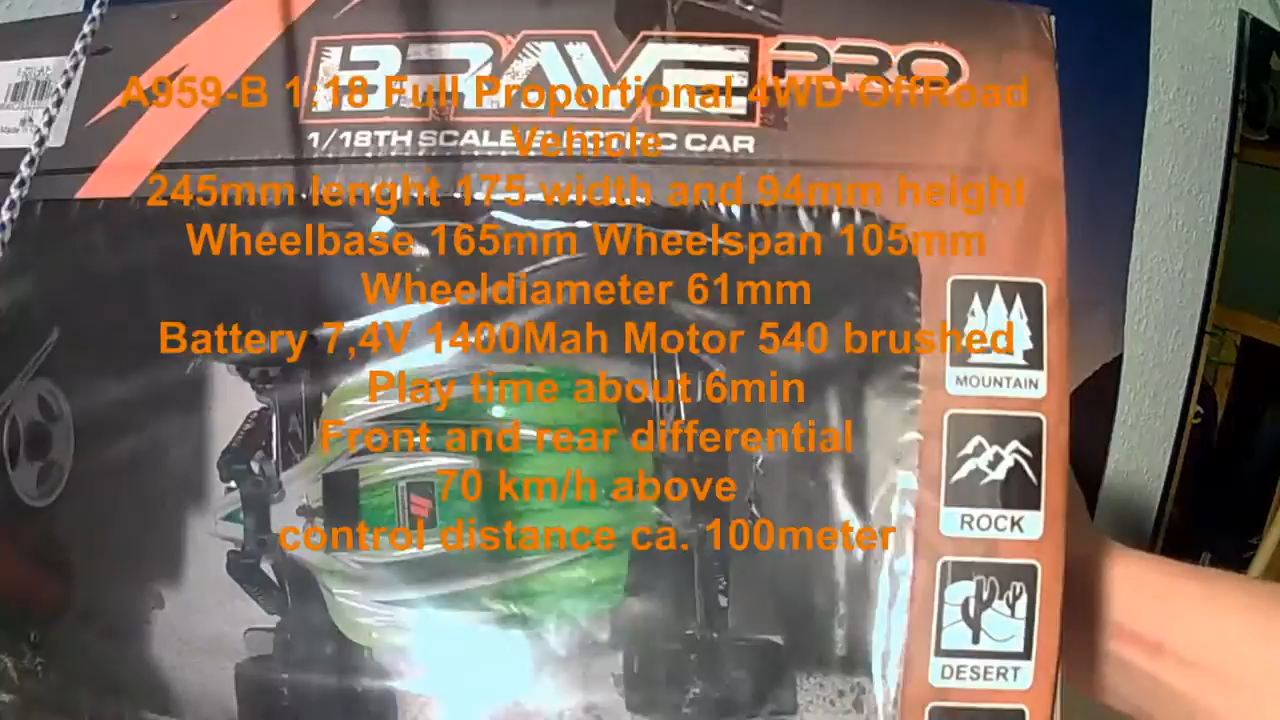 BRAVE PRO
A959-B 1:18 Full Proportional 4WD OffRoad
Vehicle
1/18TH SCALE ELECTRIC CAR
245mm lenght 175 width and 94mm height
Wheelbase 165mm Wheelspan 105mm
Wheeldiameter 61mm
Battery 7,4V 1400Mah Motor 540 brushed
Play time about 6min
Front and rear differential
70 km/h above
control distance ca. 100meter
MOUNTAIN
ROCK
DESERT